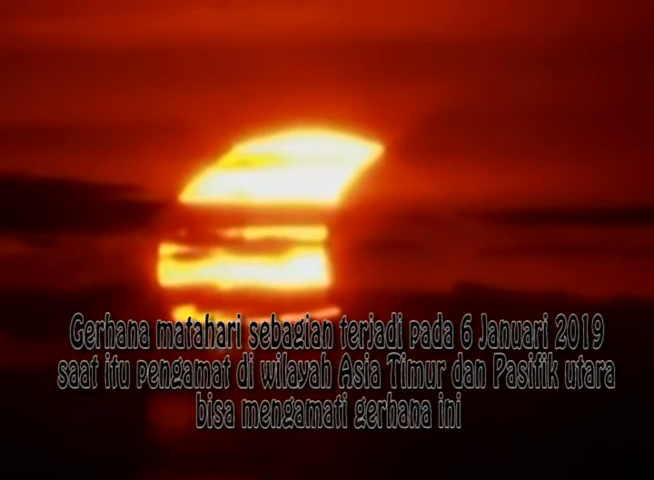 Gerhana matahari sebagian terjadi pada 6 Januari 2019
saat itu pengamat di wilayah Asia Timur dan Pasifik utara
bisa mengamati gerhana ini